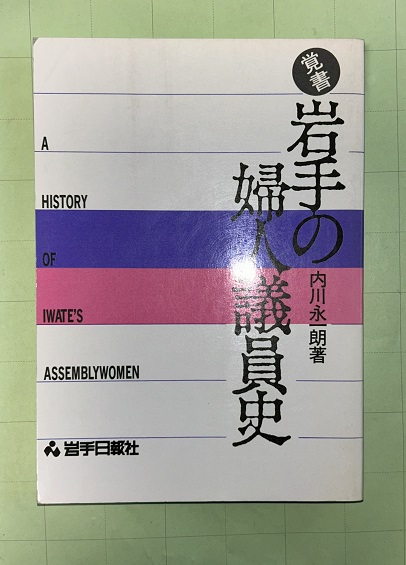 覚書
岩手の
婦人議員史
内川永一朗著
A
HISTORY
OF
IWATE'S
ASSEMBLYWOMEN
岩手日報社